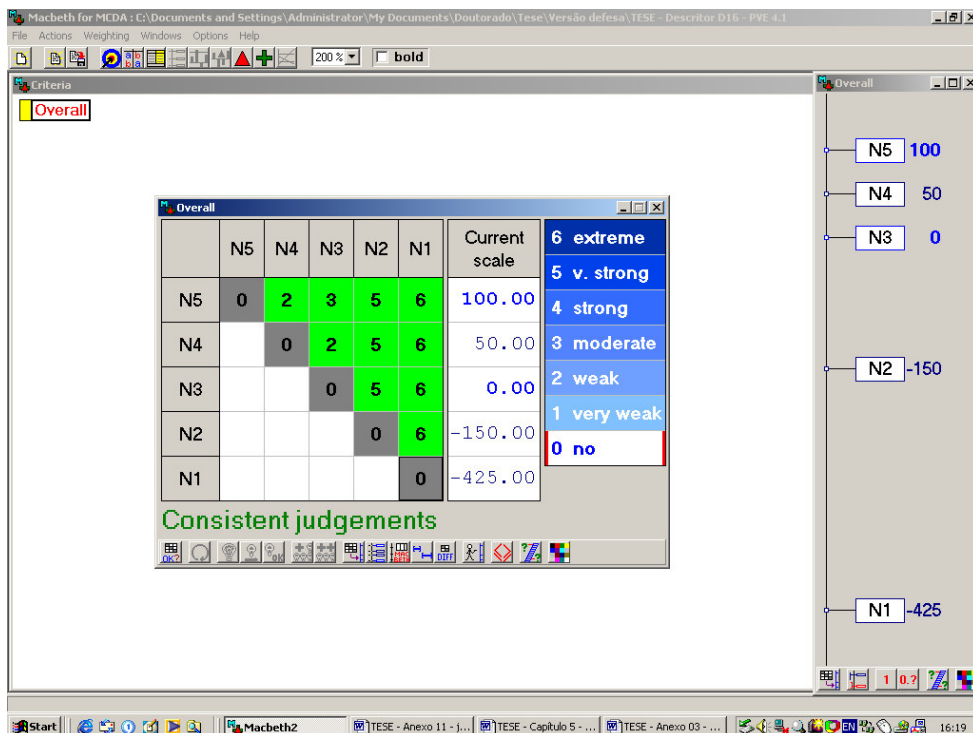 Macbeth for MCDA : C:\Documents and Settings\Administrator\My Documents\Doutorado\Tese\Versão defesa\TESE - Descritor D16 - PVE 4.1
File Actions Weighting Windows Options Help
200 % bold
Criteria
Overall
Overall
N5 100
N4 50
N3 0
N2 -150
N1 -425
1 0.?
Overall
N5 N4 N3 N2 N1 Current scale
N5 0 2 3 5 6 100.00
N4 0 2 5 6 50.00
N3 0 5 6 0.00
N2 0 6 -150.00
N1 0 -425.00
6 extreme
5 v. strong
4 strong
3 moderate
2 weak
1 very weak
0 no
Consistent judgements
Start Macbeth2 TESE - Anexo 11 - j... TESE - Capítulo 5 - ... TESE - Anexo 03 - ... EN 16:19